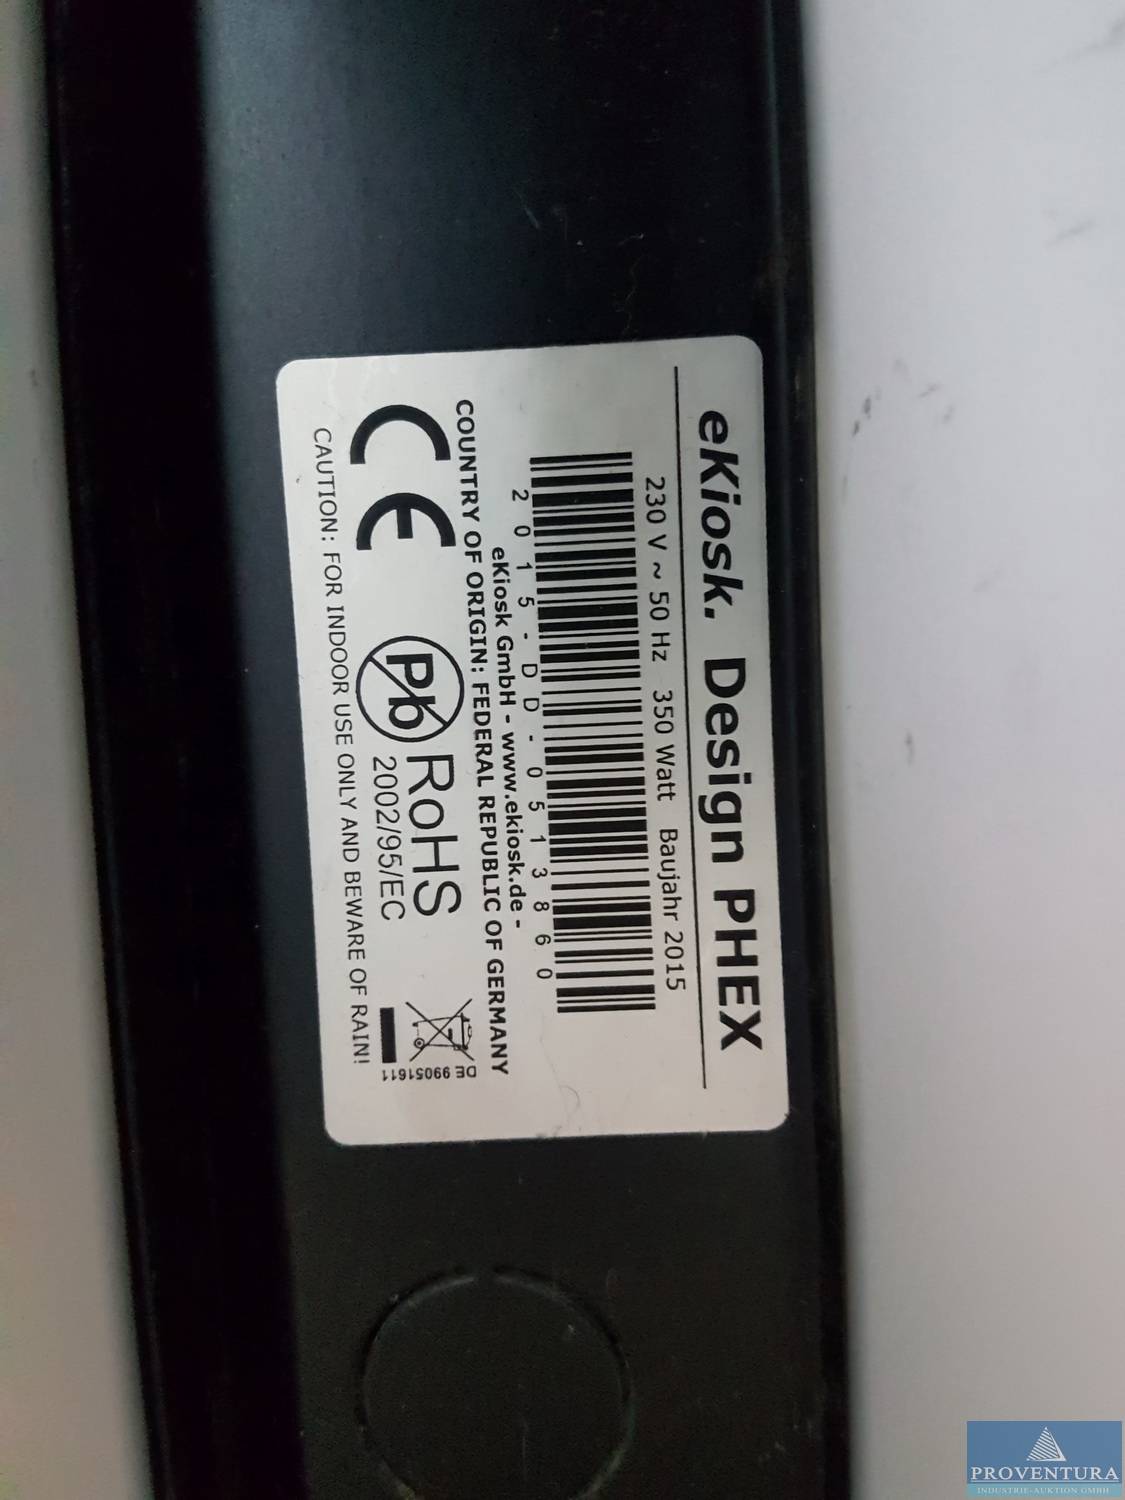 eKiosk. Design PHEX
230 V ~ 50 Hz 350 Watt Baujahr 2015
2015-DD-0513860
eKiosk GmbH - www.ekiosk.de -
COUNTRY OF ORIGIN: FEDERAL REPUBLIC OF GERMANY
CE
Pb
RoHS
2002/95/EC
DE 99051611
CAUTION: FOR INDOOR USE ONLY AND BEWARE OF RAIN!
PROVENTURA
INDUSTRIE-AUKTION GMBH